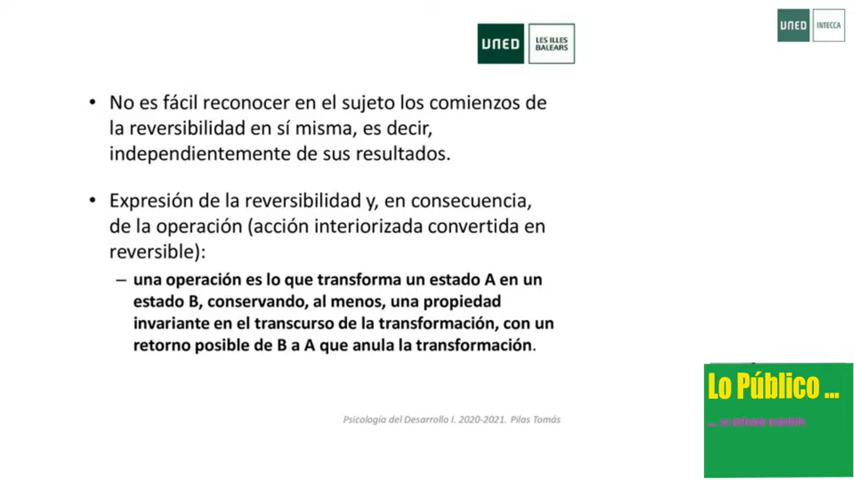 UNED
LES ILLES
BALEARS
UNED
INTECCA
• No es fácil reconocer en el sujeto los comienzos de
la reversibilidad en sí misma, es decir,
independientemente de sus resultados.
• Expresión de la reversibilidad y, en consecuencia,
de la operación (acción interiorizada convertida en
reversible):
– una operación es lo que transforma un estado A en un
estado B, conservando, al menos, una propiedad
invariante en el transcurso de la transformación, con un
retorno posible de B a A que anula la transformación.
Lo Público ...
Psicología del Desarrollo I. 2020-2021. Pilas Tomás